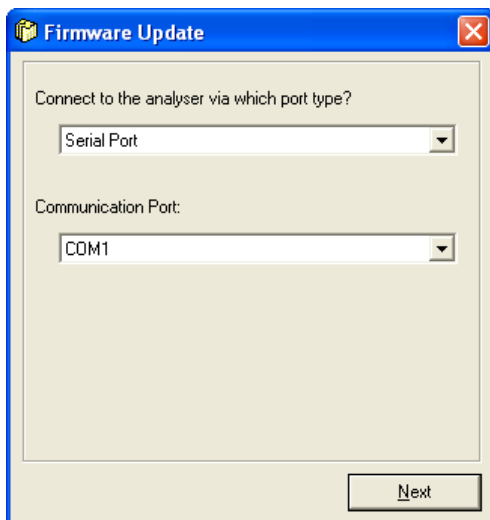 Firmware Update
Connect to the analyser via which port type?
Serial Port
Communication Port:
COM1
Next